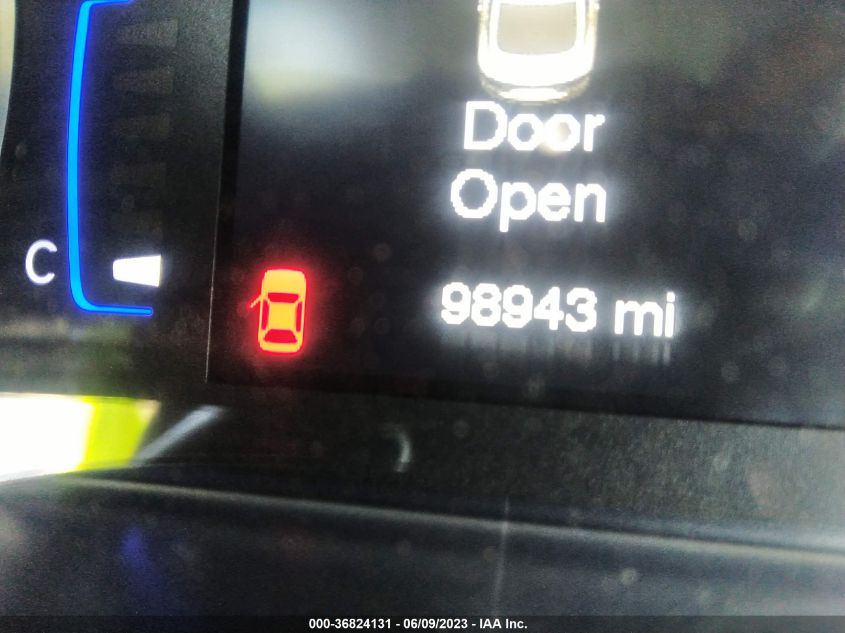 Door
Open
C
98943 mi
000-36824131 - 06/09/2023 - IAA Inc.